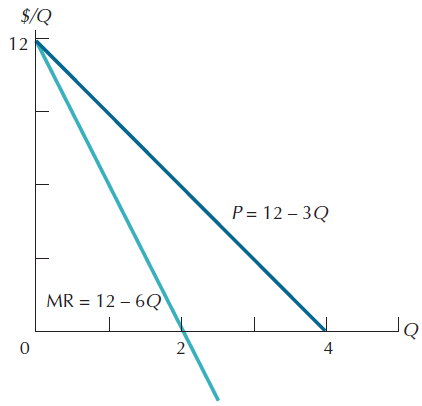 $/Q
12
P = 12 – 3Q
MR = 12 – 6Q
Q
0
2
4